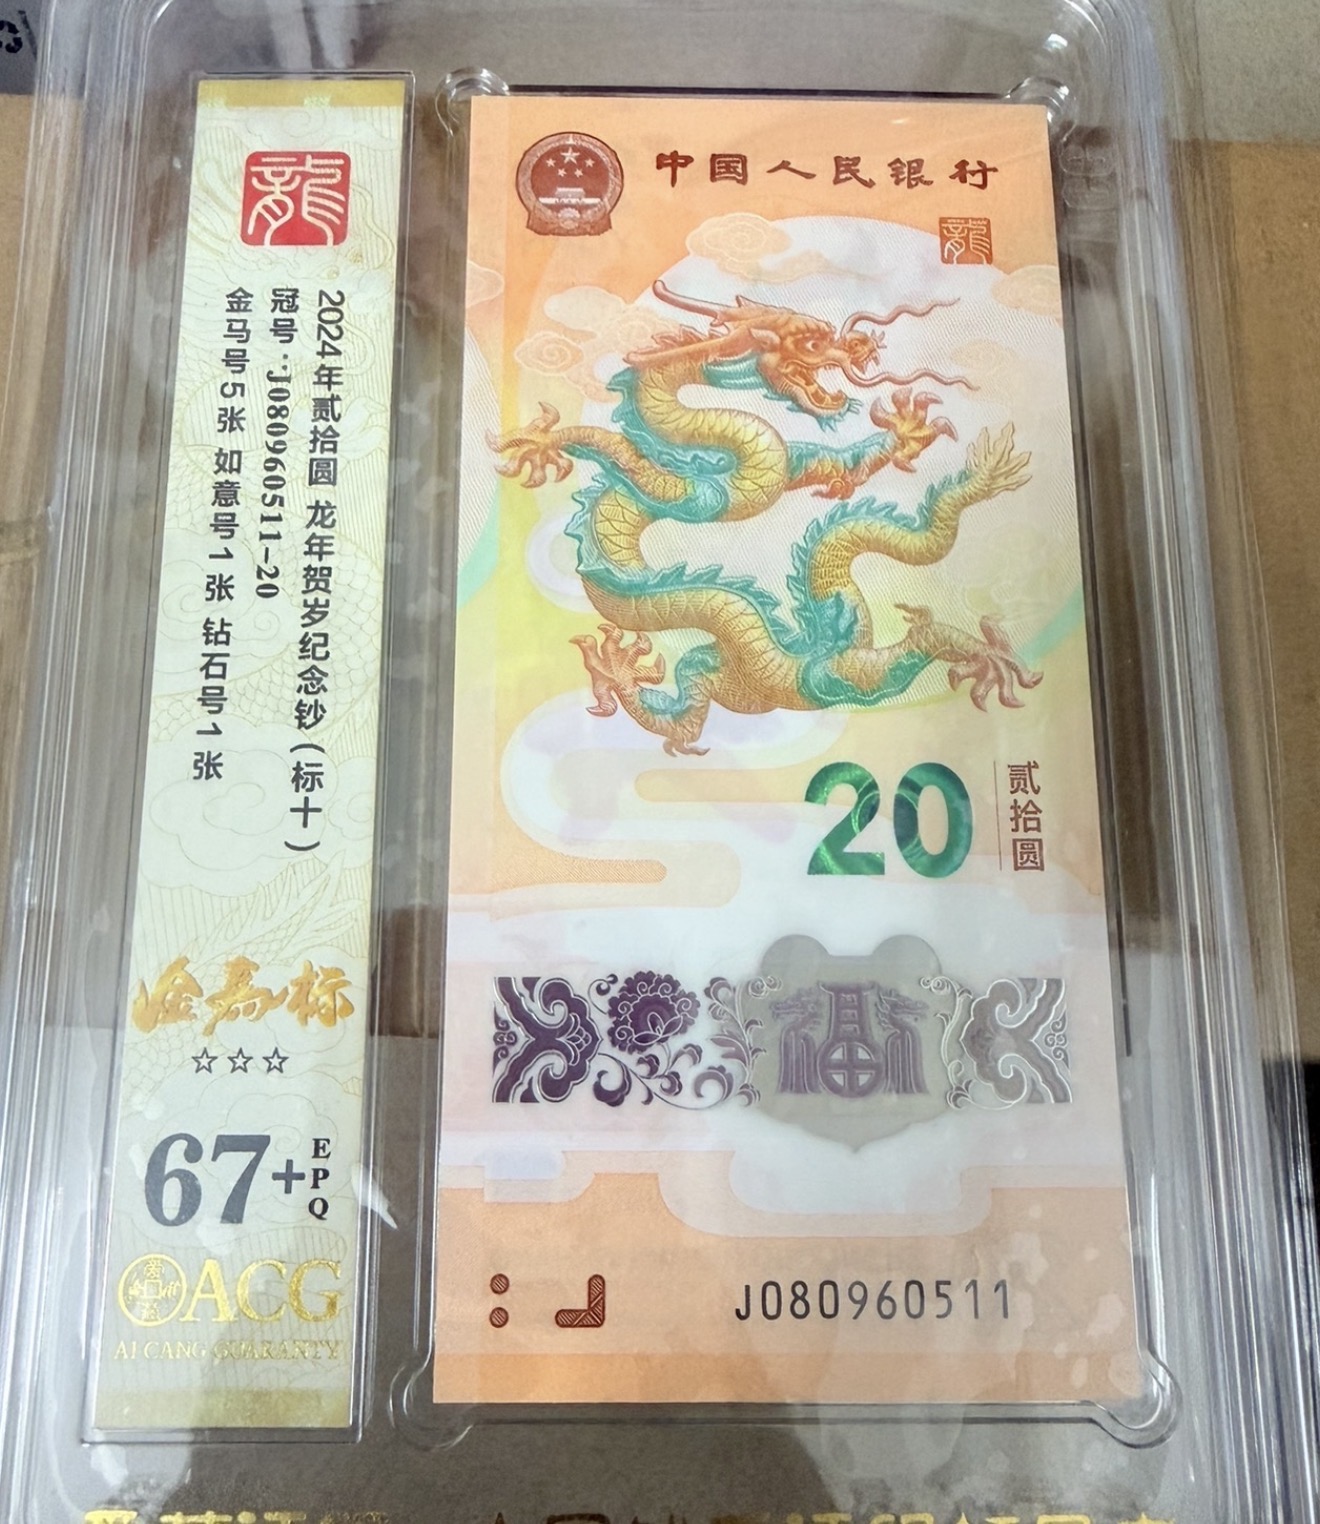 龍
2024年贰拾圆 龙年贺岁纪念钞(标十)
冠号:J080960511-20
金马号5张 如意号1张 钻石号1张
金马标
☆☆☆
67+
EPQ
ACG
AI CANG GUARANTY
中国人民银行
龍
20
贰拾圆
J080960511